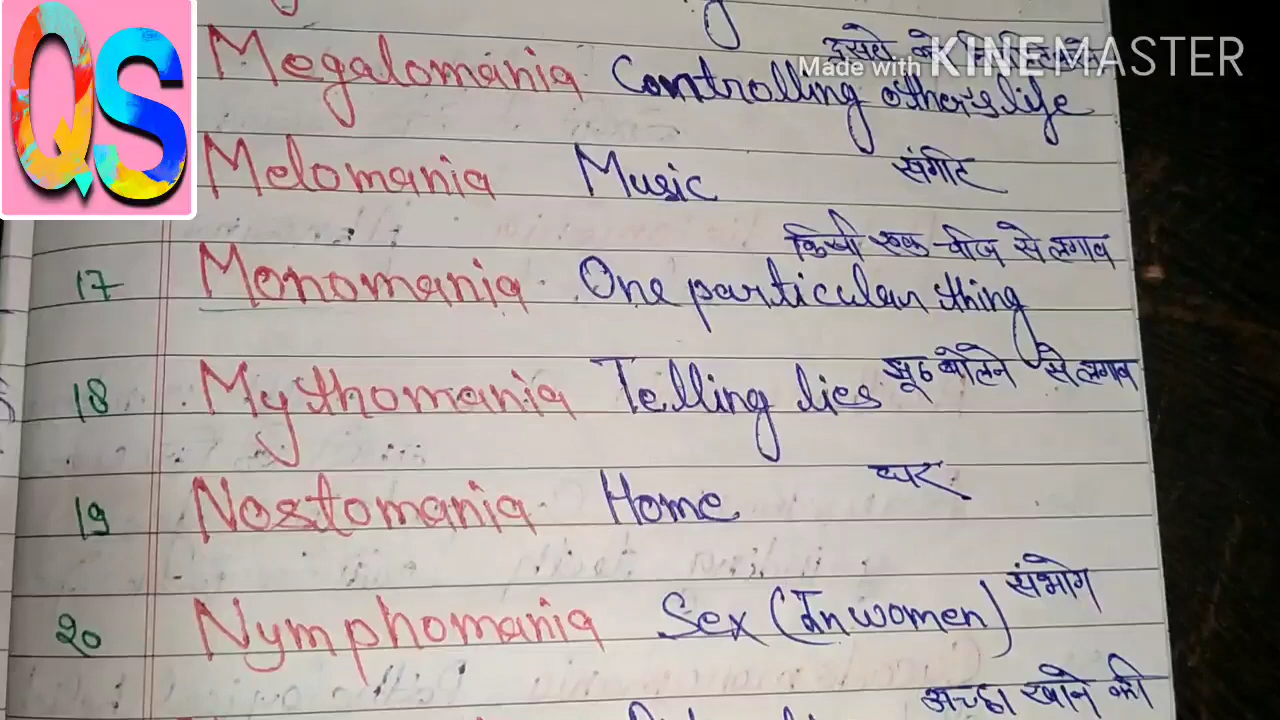 QS
Made with KINEMASTER
Megalomania Controlling other's life
Melomania Music संगीत
किसी एक चीज से लगाव
17 Monomania One particular thing
18 Mythomania Telling lies झूठ बोलने से लगाव
19 Nostomania Home घर
20 Nymphomania Sex (In women) संभोग
अच्छा खाने की